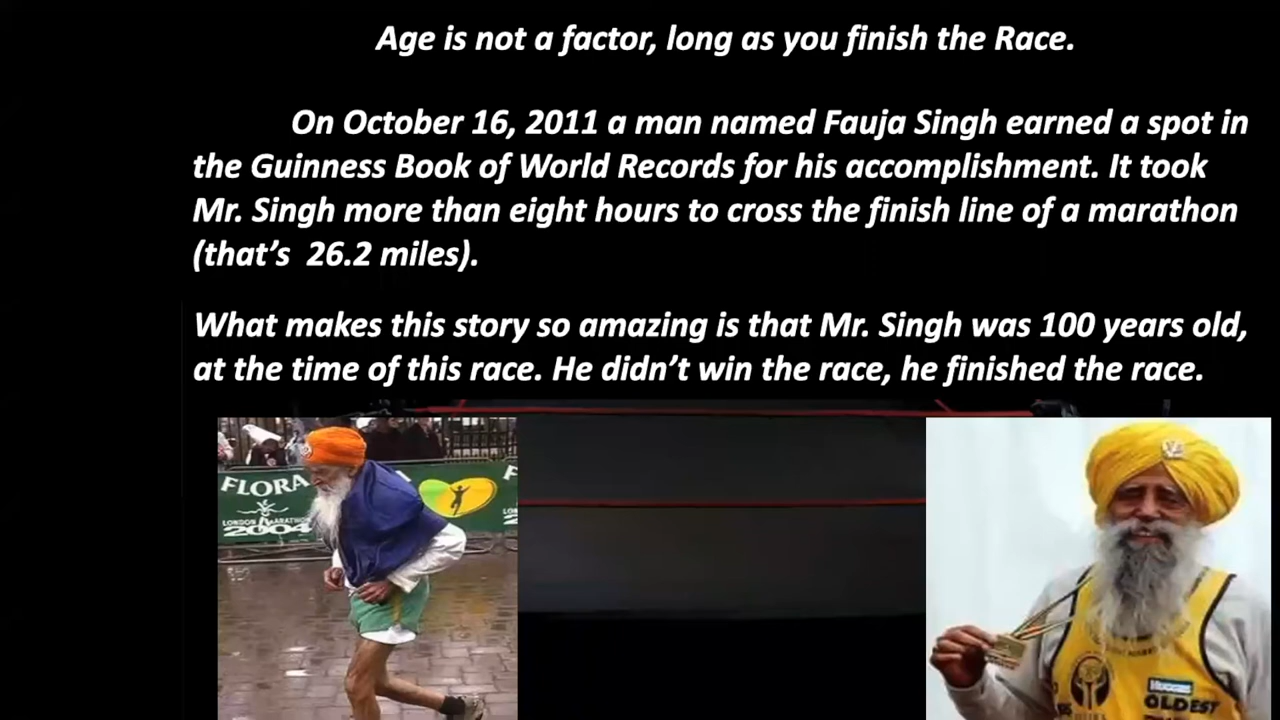 Age is not a factor, long as you finish the Race.
On October 16, 2011 a man named Fauja Singh earned a spot in
the Guinness Book of World Records for his accomplishment. It took
Mr. Singh more than eight hours to cross the finish line of a marathon
(that’s 26.2 miles).
What makes this story so amazing is that Mr. Singh was 100 years old,
at the time of this race. He didn’t win the race, he finished the race.
FLORA
LONDON MARATHON
2004
OLDEST